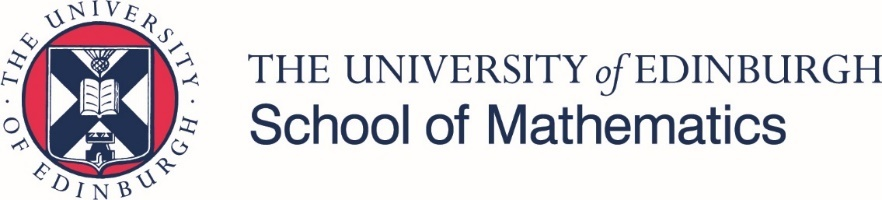 THE UNIVERSITY
OF EDINBURGH
THE UNIVERSITY of EDINBURGH
School of Mathematics